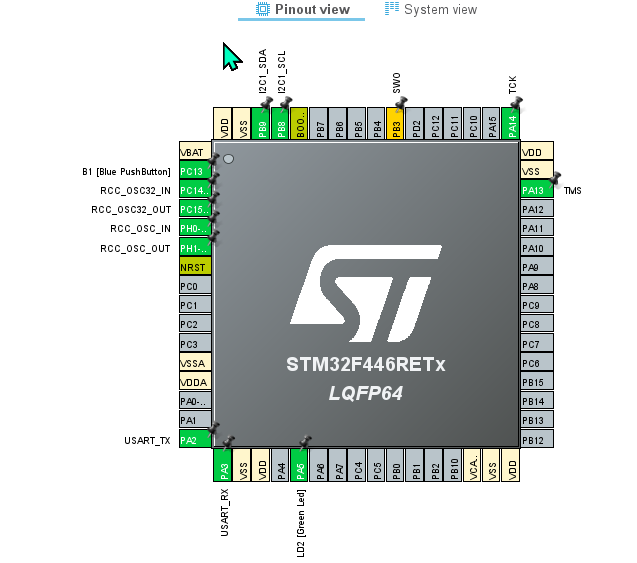 Pinout view
System view
I2C1_SDA
I2C1_SCL
SWO
TCK
VDD
VSS
PB9
PB8
BOO..
PB7
PB6
PB5
PB4
PB3
PD2
PC12
PC11
PC10
PA15
PA14
VBAT
B1 [Blue PushButton] PC13
RCC_OSC32_IN PC14..
RCC_OSC32_OUT PC15..
RCC_OSC_IN PH0-..
RCC_OSC_OUT PH1-..
NRST
PC0
PC1
PC2
PC3
VSSA
VDDA
PA0-..
PA1
USART_TX PA2
VDD
VSS
PA13 TMS
PA12
PA11
PA10
PA9
PA8
PC9
PC8
PC7
PC6
PB15
PB14
PB13
PB12
STM32F446RETx
LQFP64
PA3
VSS
VDD
PA4
PA5
PA6
PA7
PC4
PC5
PB0
PB1
PB2
PB10
VCA..
VSS
VDD
USART_RX
LD2 [Green Led]